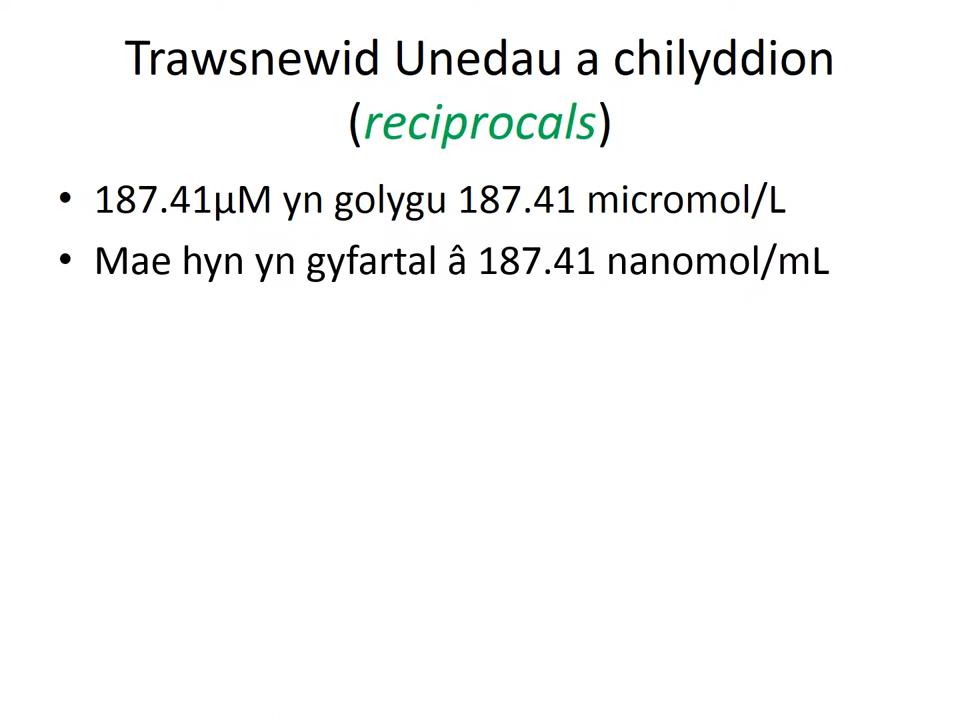 Trawsnewid Unedau a chilyddion
(reciprocals)
• 187.41μM yn golygu 187.41 micromol/L
• Mae hyn yn gyfartal â 187.41 nanomol/mL